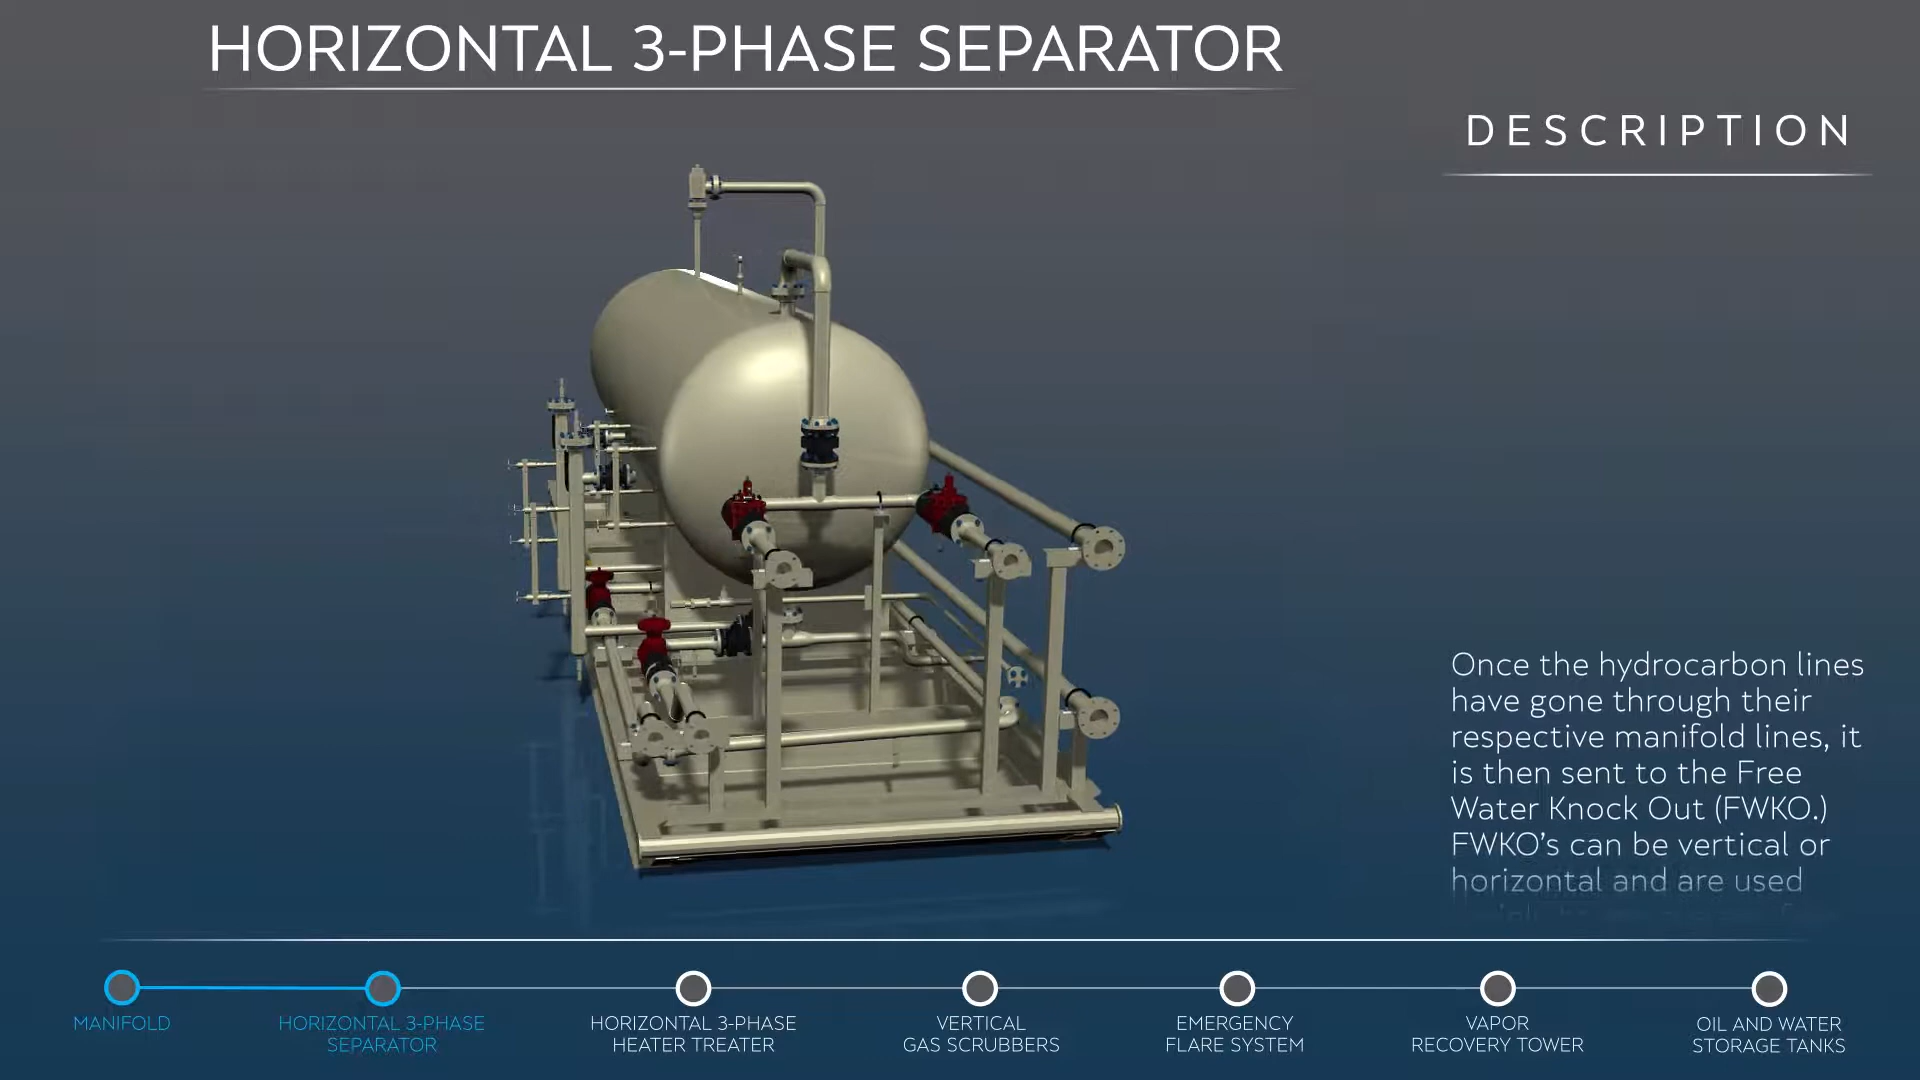 HORIZONTAL 3-PHASE SEPARATOR
DESCRIPTION
Once the hydrocarbon lines
have gone through their
respective manifold lines, it
is then sent to the Free
Water Knock Out (FWKO.)
FWKO's can be vertical or
horizontal and are used
MANIFOLD
HORIZONTAL 3-PHASE
SEPARATOR
HORIZONTAL 3-PHASE
HEATER TREATER
VERTICAL
GAS SCRUBBERS
EMERGENCY
FLARE SYSTEM
VAPOR
RECOVERY TOWER
OIL AND WATER
STORAGE TANKS